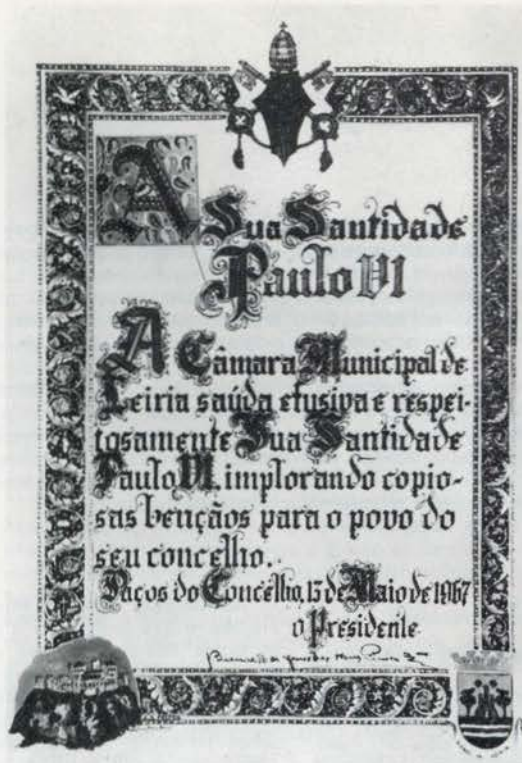 A Sua Santidade
Paulo VI
A Câmara Municipal de
Leiria saúda efusiva e respei-
tosamente Sua Santidade
Paulo VI. implorando copio-
sas benções para o povo do
seu concelho.
Paços do Concelho, 13 de Maio de 1967
o Presidente